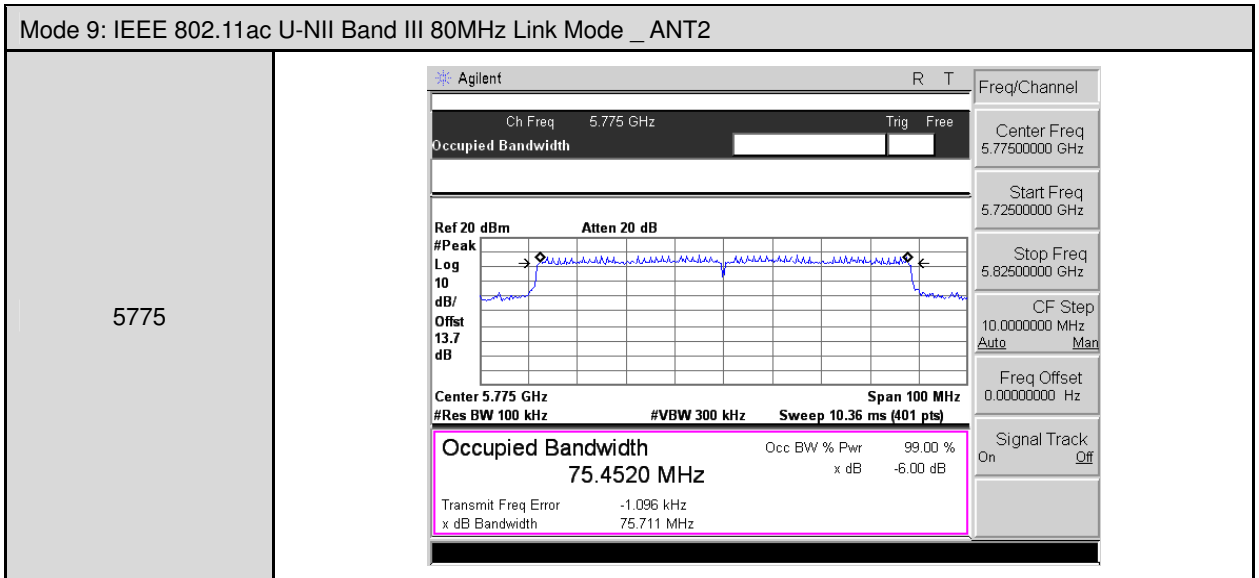 Mode 9: IEEE 802.11ac U-NII Band III 80MHz Link Mode _ ANT2
5775
Agilent R T
Ch Freq 5.775 GHz Trig Free
Occupied Bandwidth
Ref 20 dBm Atten 20 dB
#Peak
Log
10
dB/
Offst
13.7
dB
Center 5.775 GHz Span 100 MHz
#Res BW 100 kHz #VBW 300 kHz Sweep 10.36 ms (401 pts)
Occupied Bandwidth Occ BW % Pwr 99.00 %
75.4520 MHz x dB -6.00 dB
Transmit Freq Error -1.096 kHz
x dB Bandwidth 75.711 MHz
Freq/Channel
Center Freq
5.77500000 GHz
Start Freq
5.72500000 GHz
Stop Freq
5.82500000 GHz
CF Step
10.0000000 MHz
Auto Man
Freq Offset
0.00000000 Hz
Signal Track
On Off